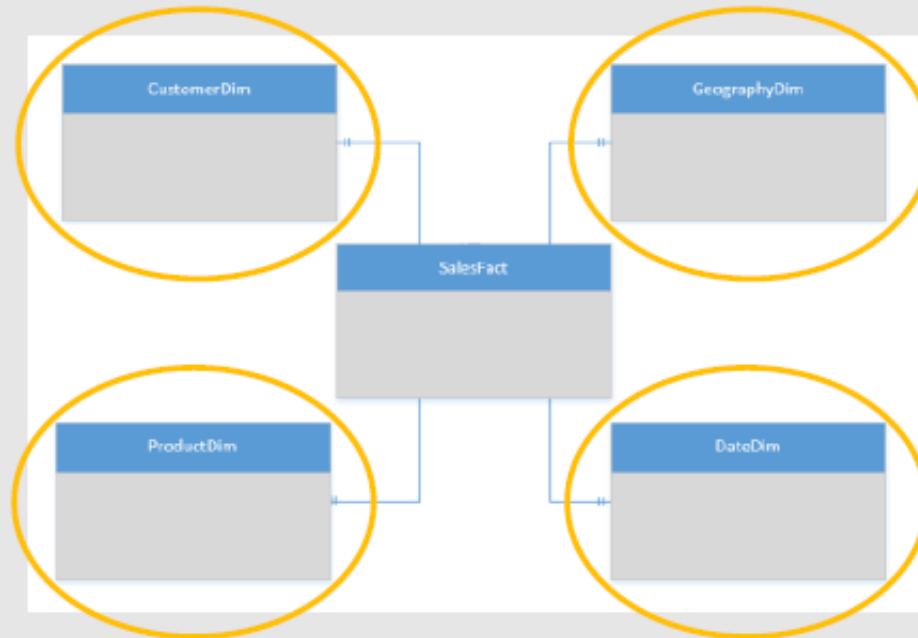 CustomerDim
GeographyDim
SalesFact
ProductDim
DateDim